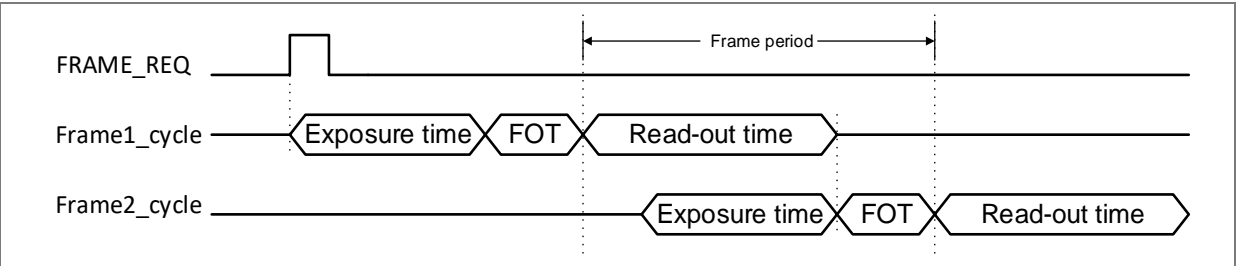 Frame period
FRAME_REQ
Frame1_cycle Exposure time FOT Read-out time
Frame2_cycle Exposure time FOT Read-out time